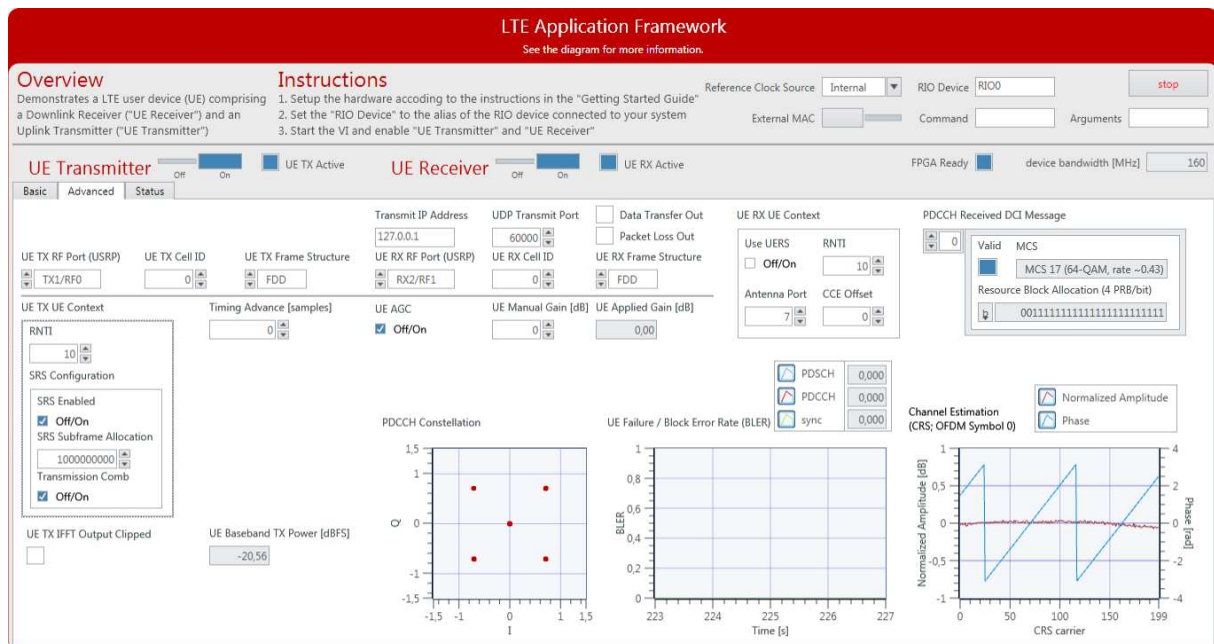 LTE Application Framework
See the diagram for more information.
Overview
Demonstrates a LTE user device (UE) comprising
a Downlink Receiver ("UE Receiver") and an
Uplink Transmitter ("UE Transmitter")
Instructions
1. Setup the hardware accoding to the instructions in the "Getting Started Guide"
2. Set the "RIO Device" to the alias of the RIO device connected to your system
3. Start the VI and enable "UE Transmitter" and "UE Receiver"
Reference Clock Source Internal RIO Device RIO0 stop
External MAC Command Arguments
UE Transmitter Off On UE TX Active UE Receiver Off On UE RX Active FPGA Ready device bandwidth [MHz] 160
Basic Advanced Status
Transmit IP Address UDP Transmit Port Data Transfer Out
127.0.0.1 60000 Packet Loss Out
UE TX RF Port (USRP) UE TX Cell ID UE TX Frame Structure UE RX RF Port (USRP) UE RX Cell ID UE RX Frame Structure
TX1/RF0 0 FDD RX2/RF1 0 FDD
UE RX UE Context
Use UERS RNTI
Off/On 10
Antenna Port CCE Offset
7 0
PDCCH Received DCI Message
0 Valid MCS
MCS 17 (64-QAM, rate ~0.43)
Resource Block Allocation (4 PRB/bit)
b 0011111111111111111111111
UE TX UE Context Timing Advance [samples] UE AGC UE Manual Gain [dB] UE Applied Gain [dB]
0 Off/On 0 0,00
RNTI
10
SRS Configuration
SRS Enabled
Off/On
SRS Subframe Allocation
1000000000
Transmission Comb
Off/On
UE TX IFFT Output Clipped UE Baseband TX Power [dBFS]
-20,56
PDCCH Constellation
1,5
1
0
-1
-1,5
Q
-1,5 -1 0 1 1,5
I
UE Failure / Block Error Rate (BLER)
PDSCH 0,000
PDCCH 0,000
sync 0,000
1
0,8
0,6
0,4
0,2
0
BLER
223 224 225 226 227
Time [s]
Channel Estimation
(CRS; OFDM Symbol 0)
Normalized Amplitude
Phase
1
0,5
0
-0,5
-1
Normalized Amplitude [dB]
4
2
0
-2
-4
Phase [rad]
0 50 100 150 199
CRS carrier